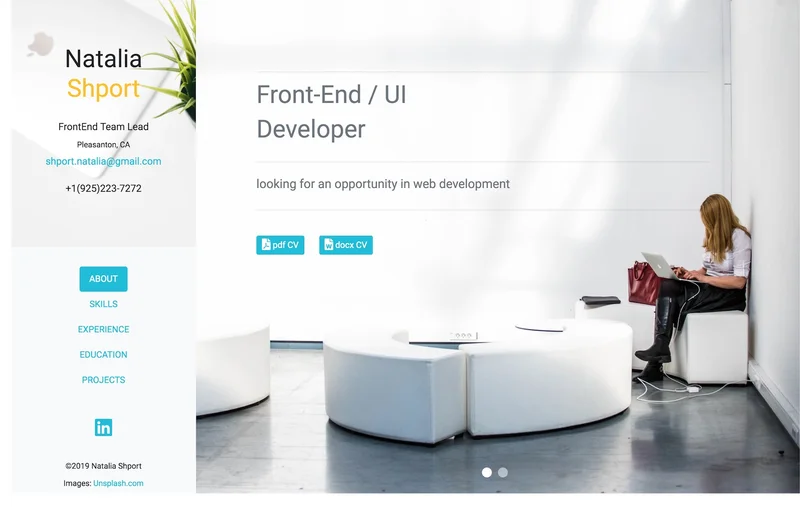 Natalia
Shport
FrontEnd Team Lead
Pleasanton, CA
shport.natalia@gmail.com
+1(925)223-7272
ABOUT
SKILLS
EXPERIENCE
EDUCATION
PROJECTS
in
©2019 Natalia Shport
Images: Unsplash.com
Front-End / UI
Developer
looking for an opportunity in web development
pdf CV
docx CV